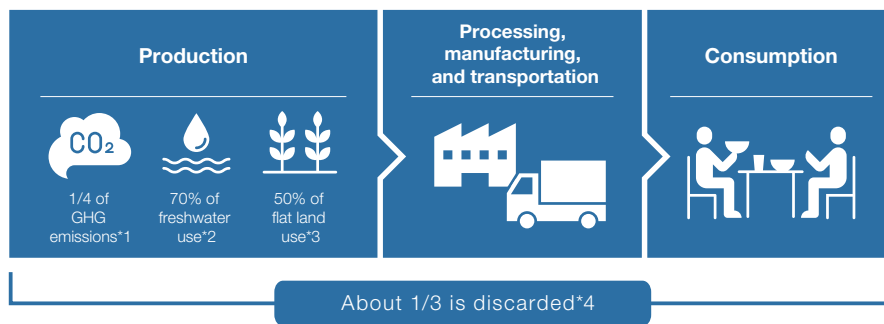 Production
CO₂
1/4 of
GHG
emissions*1
70% of
freshwater
use*2
50% of
flat land
use*3
Processing,
manufacturing,
and transportation
Consumption
About 1/3 is discarded*4